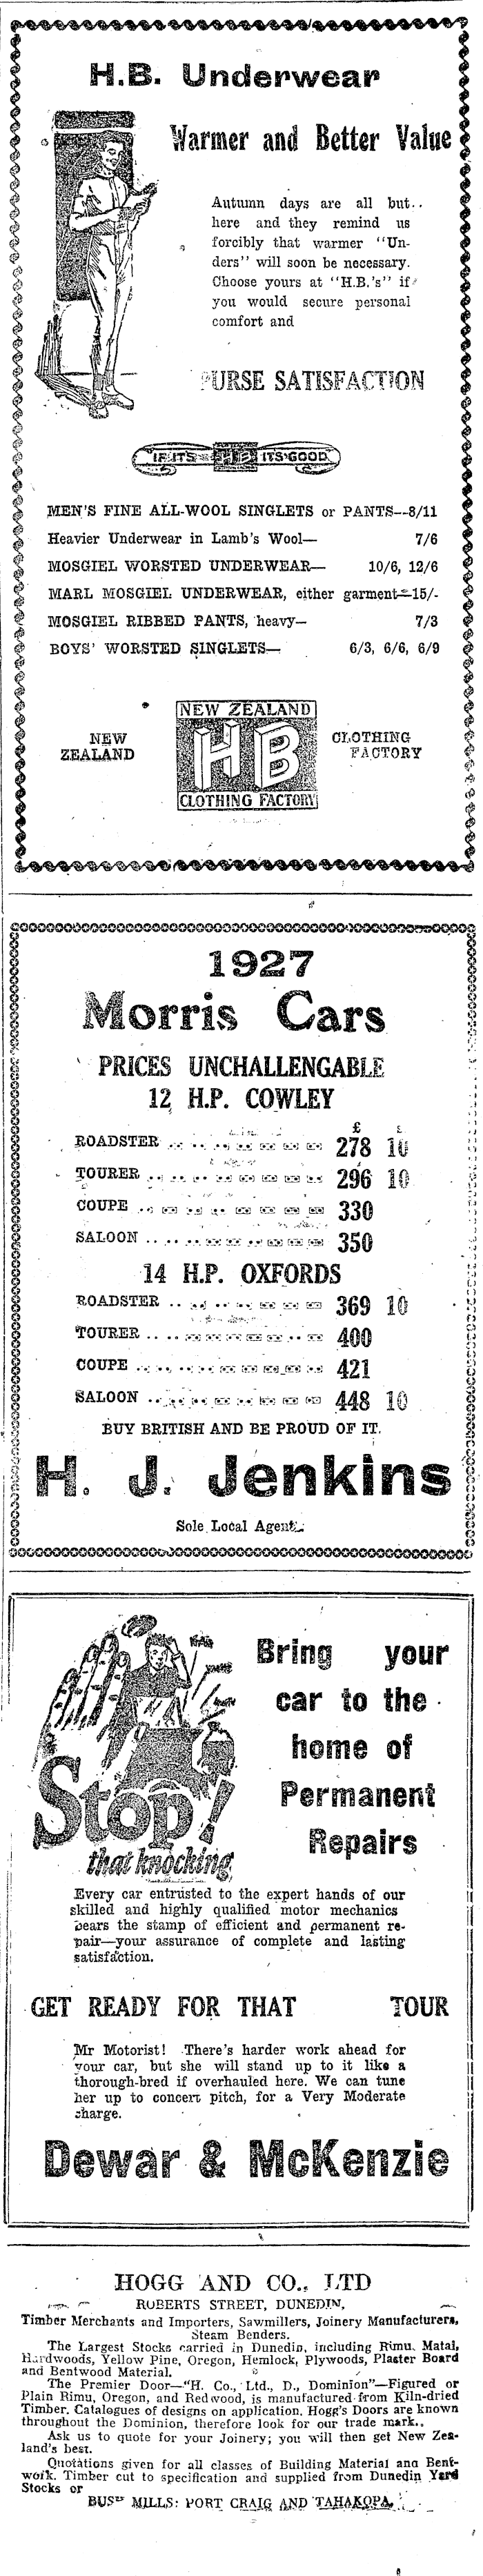 H.B. Underwear
Warmer and Better Value
Autumn days are all but..
here and they remind us
forcibly that warmer "Un-
ders" will soon be necessary.
Choose yours at "H.B.'s" if
you would secure personal
comfort and
PURSE SATISFACTION
"IF IT'S HB IT'S GOOD"
MEN'S FINE ALL-WOOL SINGLETS or PANTS—8/11
Heavier Underwear in Lamb's Wool— 7/6
MOSGIEL WORSTED UNDERWEAR— 10/6, 12/6
MARL MOSGIEL UNDERWEAR, either garment—15/-
MOSGIEL RIBBED PANTS, heavy— 7/3
BOYS' WORSTED SINGLETS— 6/3, 6/6, 6/9
NEW ZEALAND
NEW ZEALAND
HB
CLOTHING FACTORY
CLOTHING FACTORY
1927
Morris Cars
PRICES UNCHALLENGABLE
12 H.P. COWLEY
£
ROADSTER 278 10
TOURER 296 10
COUPE 330
SALOON 350
14 H.P. OXFORDS
ROADSTER 369 10
TOURER 400
COUPE 421
SALOON 448 10
BUY BRITISH AND BE PROUD OF IT.
H. J. Jenkins
Sole Local Agent
Stop!
that knocking
Bring your
car to the
home of
Permanent
Repairs
Every car entrusted to the expert hands of our
skilled and highly qualified motor mechanics
bears the stamp of efficient and permanent re-
pair—your assurance of complete and lasting
satisfaction.
GET READY FOR THAT TOUR
Mr Motorist! There's harder work ahead for
your car, but she will stand up to it like a
thorough-bred if overhauled here. We can tune
her up to concert pitch, for a Very Moderate
charge.
Dewar & McKenzie
HOGG AND CO., LTD
ROBERTS STREET, DUNEDIN,
Timber Merchants and Importers, Sawmillers, Joinery Manufacturers,
Steam Benders.
The Largest Stocks carried in Dunedin, including Rimu, Matai,
Hardwoods, Yellow Pine, Oregon, Hemlock, Plywoods, Plaster Board
and Bentwood Material.
The Premier Door—"H. Co., Ltd., D., Dominion"—Figured or
Plain Rimu, Oregon, and Redwood, is manufactured from Kiln-dried
Timber. Catalogues of designs on application. Hogg's Doors are known
throughout the Dominion, therefore look for our trade mark..
Ask us to quote for your Joinery; you will then get New Zea-
land's best.
Quotations given for all classes of Building Material and Bent-
work. Timber cut to specification and supplied from Dunedin Yard
Stocks or
MILLS: PORT CRAIG AND TAHAKOPA.